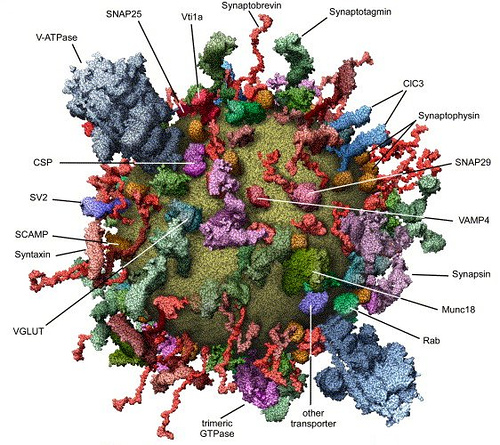 Synaptobrevin
SNAP25
Vti1a
Synaptotagmin
V-ATPase
ClC3
Synaptophysin
CSP
SNAP29
SV2
VAMP4
SCAMP
Syntaxin
Synapsin
Munc18
VGLUT
Rab
other
transporter
trimeric
GTPase